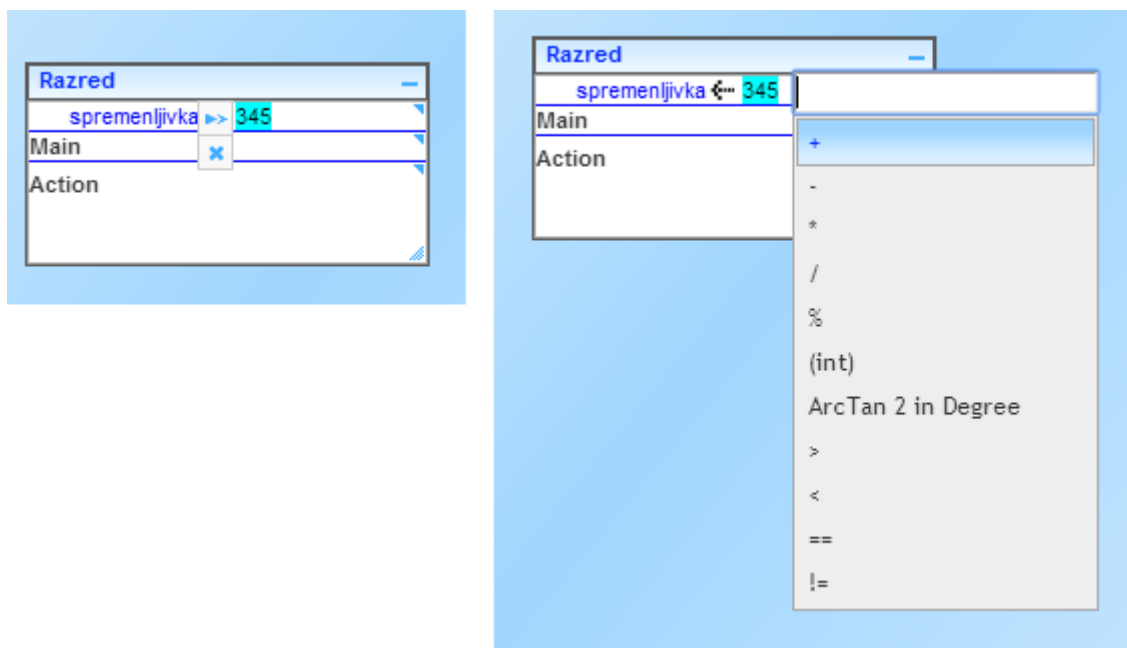 Razred
spremenljivka 345
Main
Action
Razred
spremenljivka 345
Main
Action
+
-
*
/
%
(int)
ArcTan 2 in Degree
>
<
==
!=